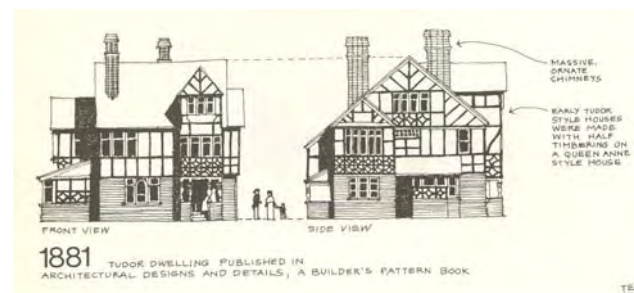 MASSIVE,
ORNATE
CHIMNEYS
EARLY TUDOR
STYLE HOUSES
WERE MADE
WITH HALF
TIMBERING ON
A QUEEN ANNE
STYLE HOUSE
FRONT VIEW
SIDE VIEW
1881 TUDOR DWELLING PUBLISHED IN
ARCHITECTURAL DESIGNS AND DETAILS, A BUILDER'S PATTERN BOOK
TE